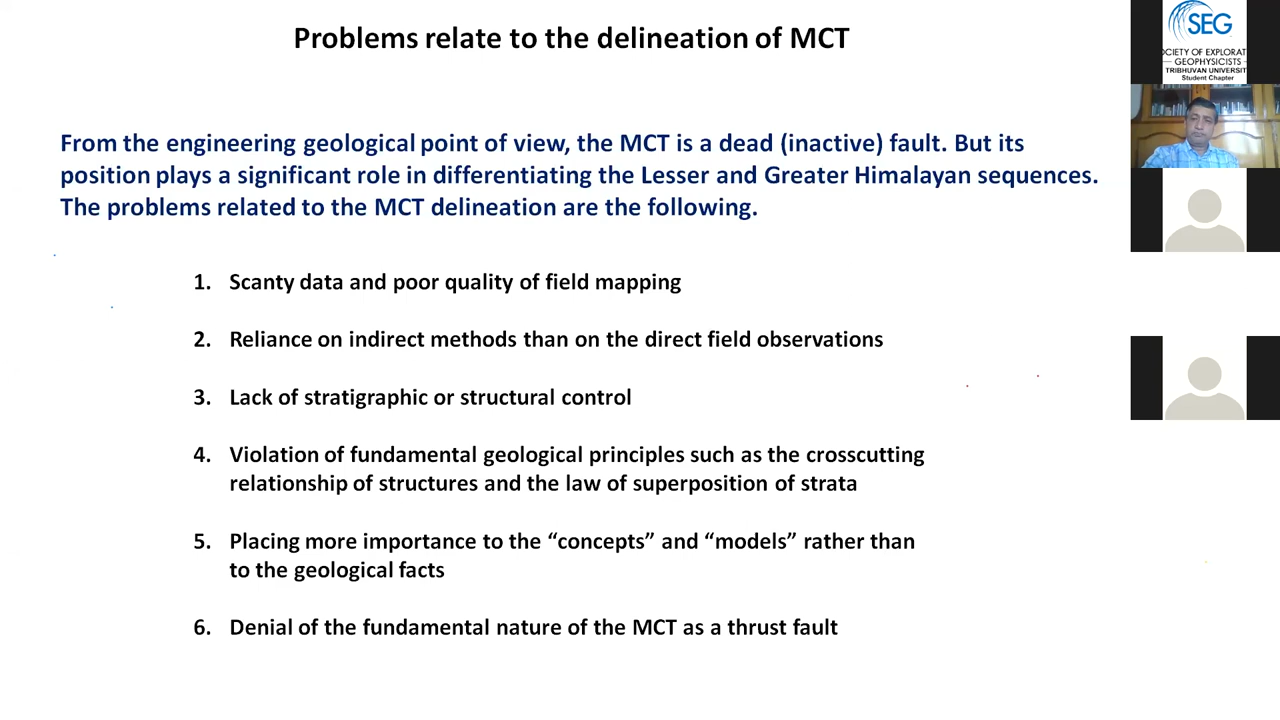 Problems relate to the delineation of MCT
From the engineering geological point of view, the MCT is a dead (inactive) fault. But its
position plays a significant role in differentiating the Lesser and Greater Himalayan sequences.
The problems related to the MCT delineation are the following.
1. Scanty data and poor quality of field mapping
2. Reliance on indirect methods than on the direct field observations
3. Lack of stratigraphic or structural control
4. Violation of fundamental geological principles such as the crosscutting
relationship of structures and the law of superposition of strata
5. Placing more importance to the “concepts” and “models” rather than
to the geological facts
6. Denial of the fundamental nature of the MCT as a thrust fault
SEG
OCIETY OF EXPLORAT
GEOPHYSICISTS
TRIBHUVAN UNIVERSIT
Student Chapter